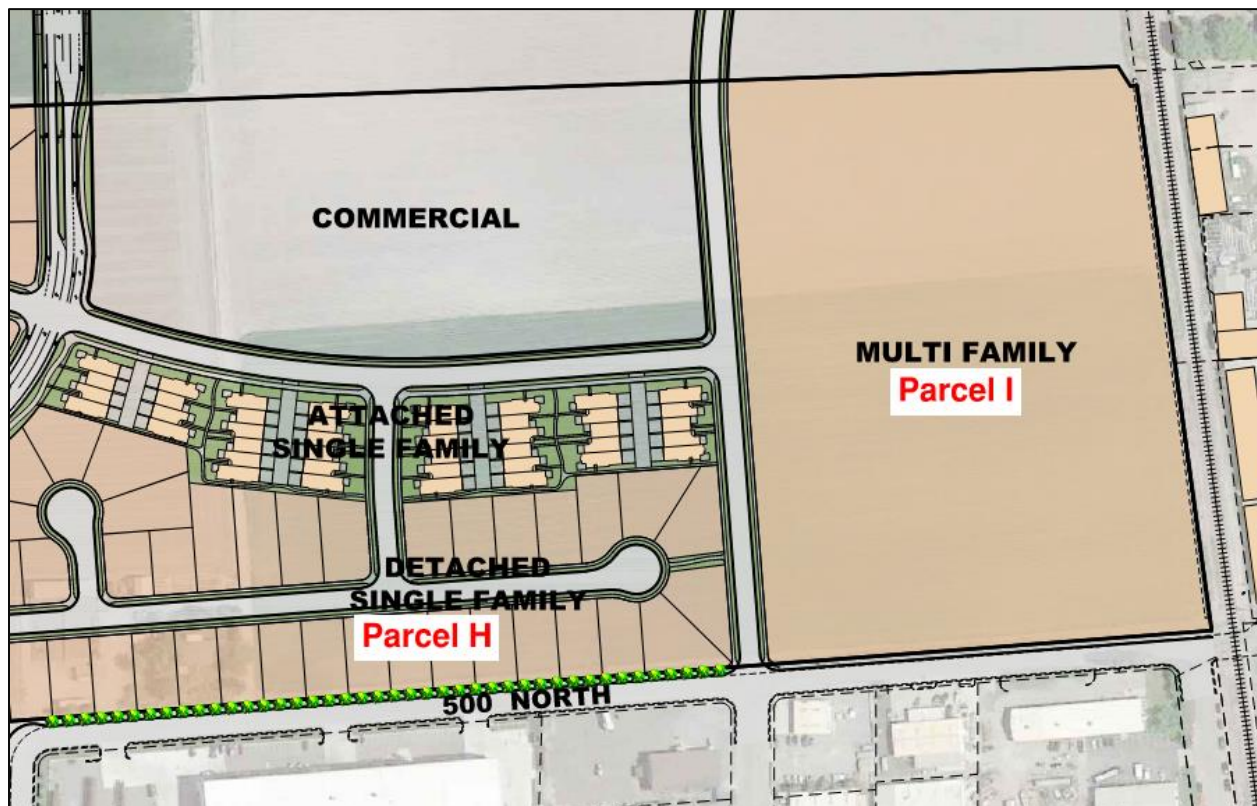 COMMERCIAL
MULTI FAMILY
Parcel I
ATTACHED
SINGLE FAMILY
DETACHED
SINGLE FAMILY
Parcel H
500 NORTH